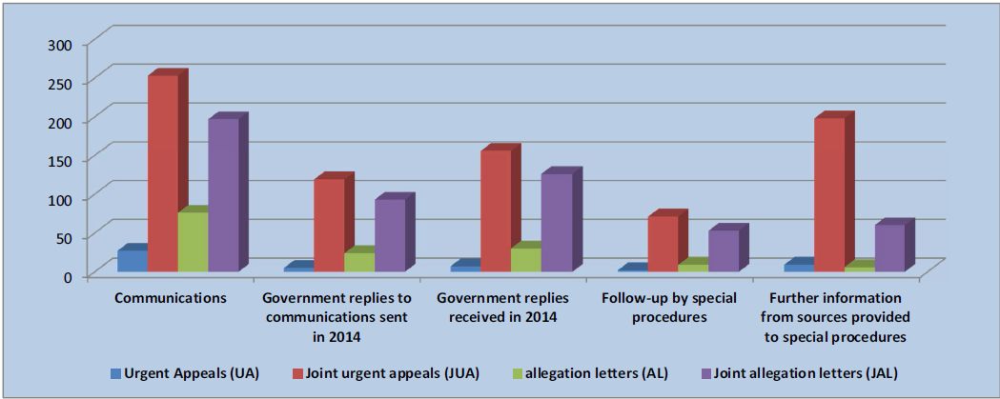 300
250
200
150
100
50
0
Communications
Government replies to
communications sent
in 2014
Government replies
received in 2014
Follow-up by special
procedures
Further information
from sources provided
to special procedures
Urgent Appeals (UA)
Joint urgent appeals (JUA)
allegation letters (AL)
Joint allegation letters (JAL)